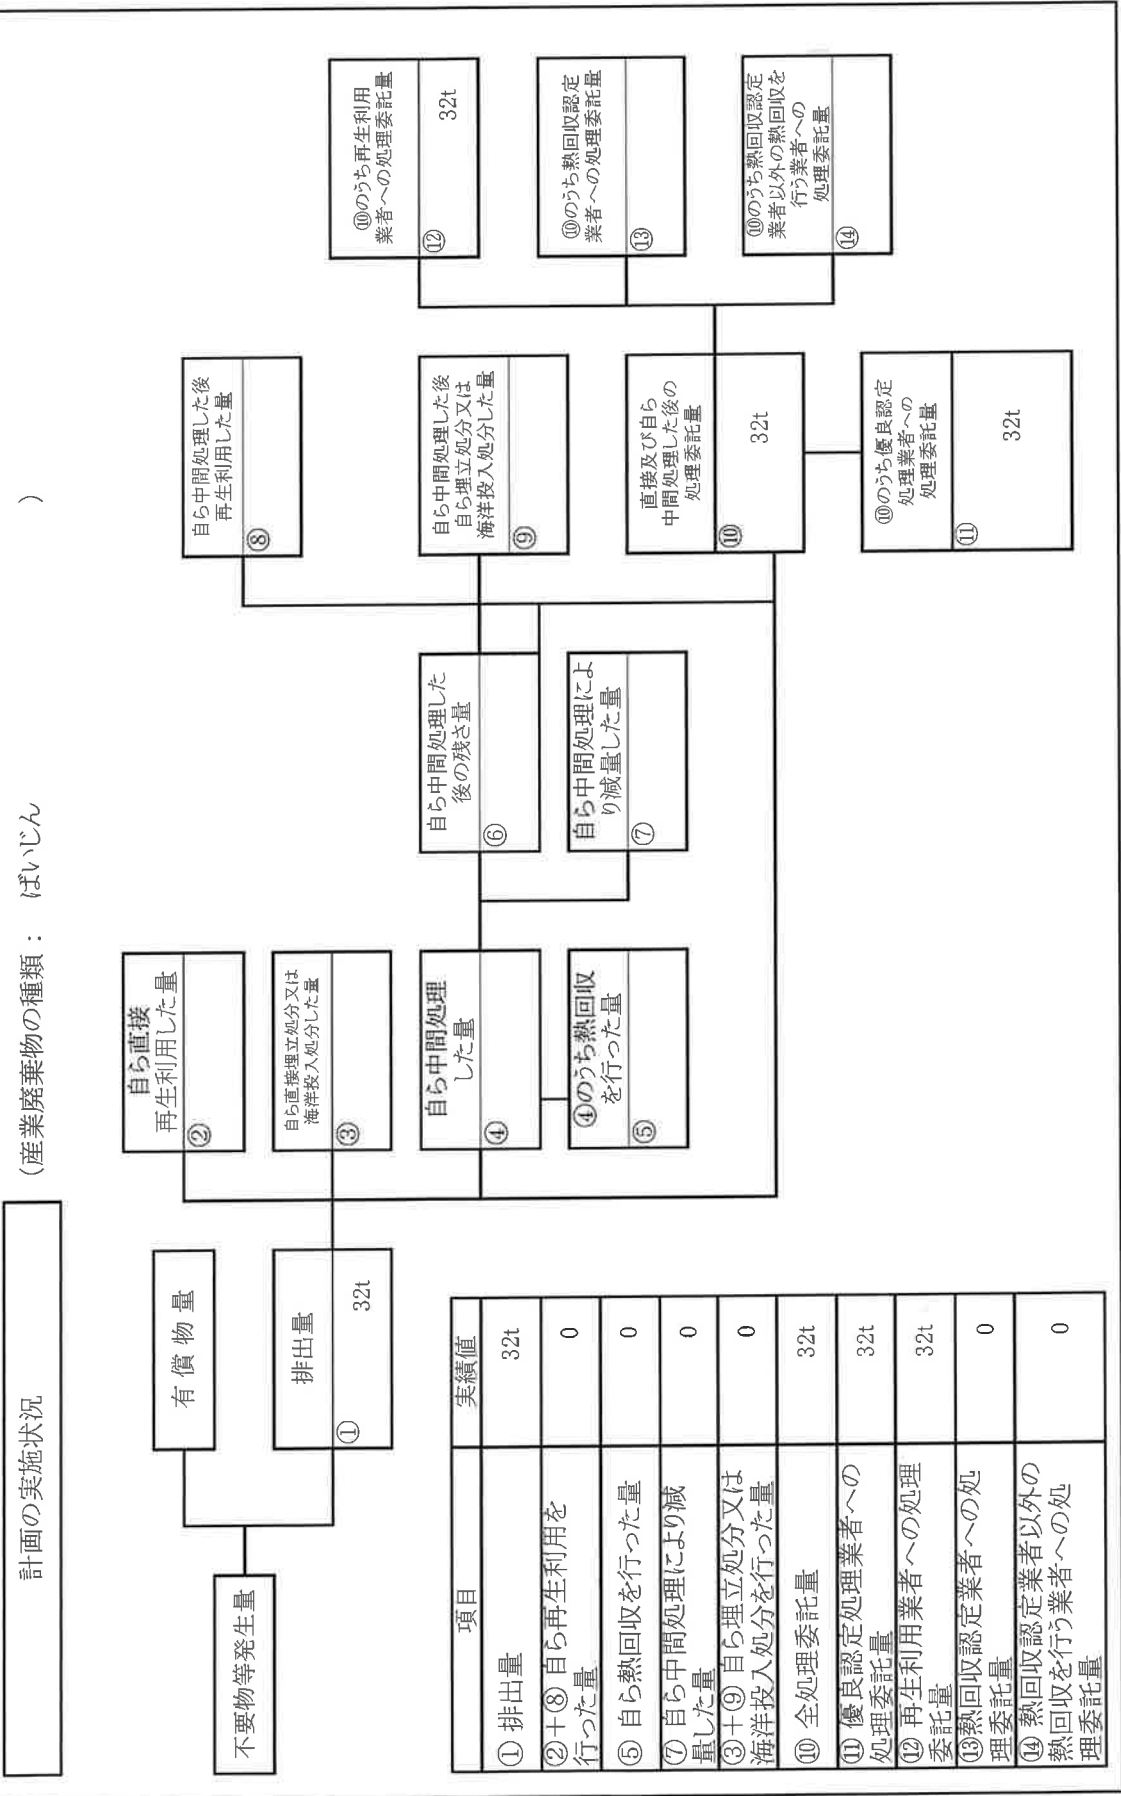 計画の実施状況
（産業廃棄物の種類： ばいじん ）
不要物等発生量
有償物量
排出量
①
32t
自ら直接
再生利用した量
②
自ら直接埋立処分又は
海洋投入処分した量
③
自ら中間処理
した量
④
④のうち熱回収
を行った量
⑤
自ら中間処理した
後の残さ量
⑥
自ら中間処理によ
り減量した量
⑦
自ら中間処理した後
再生利用した量
⑧
自ら中間処理した後
自ら埋立処分又は
海洋投入処分した量
⑨
直接及び自ら
中間処理した後の
処理委託量
⑩
32t
⑩のうち優良認定
処理業者への
処理委託量
⑪
32t
⑩のうち再生利用
業者への処理委託量
⑫
32t
⑩のうち熱回収認定
業者への処理委託量
⑬
⑩のうち熱回収認定
業者以外の熱回収を
行う業者への
処理委託量
⑭
項目 実績値
① 排出量 32t
②＋⑧ 自ら再生利用を
行った量 0
⑤ 自ら熱回収を行った量 0
⑦ 自ら中間処理により減
量した量 0
③＋⑨ 自ら埋立処分又は
海洋投入処分を行った量 0
⑩ 全処理委託量 32t
⑪ 優良認定処理業者への
処理委託量 32t
⑫ 再生利用業者への処理
委託量 32t
⑬熱回収認定業者への処
理委託量 0
⑭ 熱回収認定業者以外の
熱回収を行う業者への処
理委託量 0